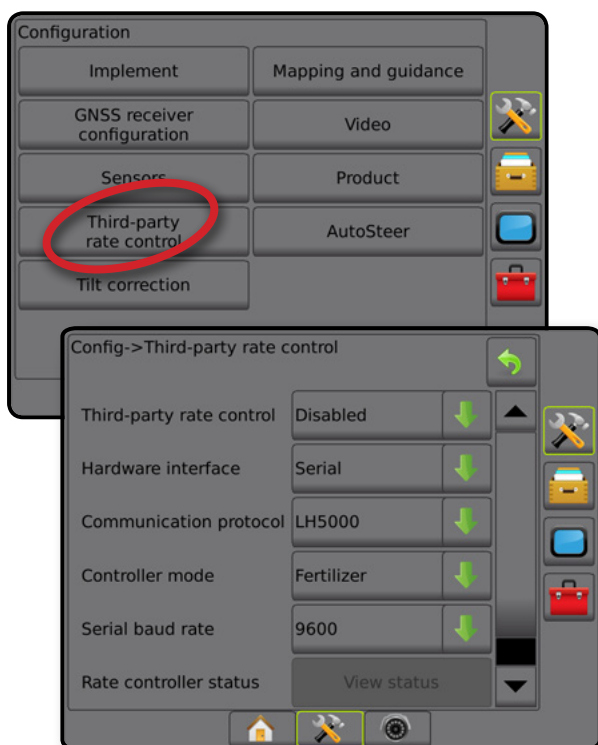 Configuration
Implement
Mapping and guidance
GNSS receiver
configuration
Video
Sensors
Product
Third-party
rate control
AutoSteer
Tilt correction
Config->Third-party rate control
Third-party rate control
Disabled
Hardware interface
Serial
Communication protocol
LH5000
Controller mode
Fertilizer
Serial baud rate
9600
Rate controller status
View status